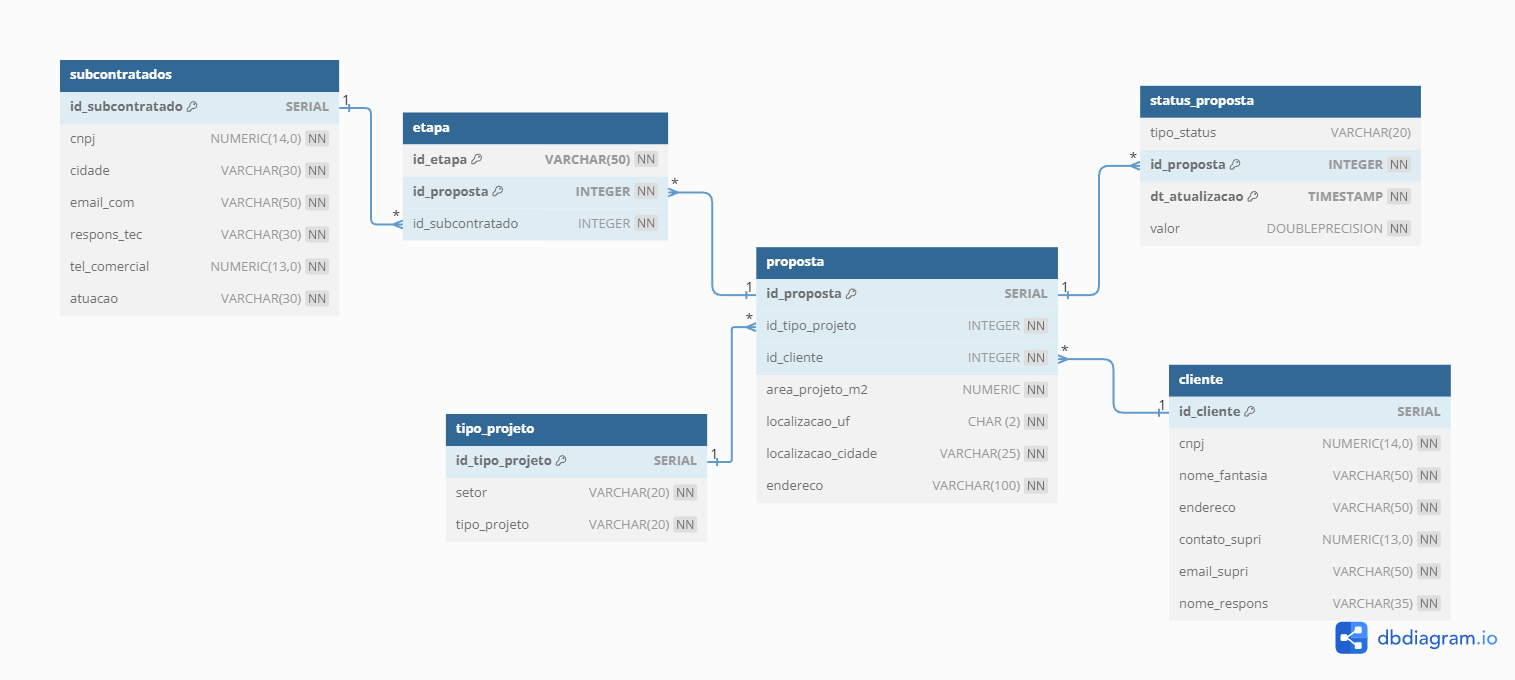 subcontratados
id_subcontratado SERIAL
cnpj NUMERIC(14,0) NN
cidade VARCHAR(30) NN
email_com VARCHAR(50) NN
respons_tec VARCHAR(30) NN
tel_comercial NUMERIC(13,0) NN
atuacao VARCHAR(30) NN
1
*
etapa
id_etapa VARCHAR(50) NN
id_proposta INTEGER NN
id_subcontratado INTEGER NN
*
1
tipo_projeto
id_tipo_projeto SERIAL
setor VARCHAR(20) NN
tipo_projeto VARCHAR(20) NN
1
*
proposta
id_proposta SERIAL
id_tipo_projeto INTEGER NN
id_cliente INTEGER NN
area_projeto_m2 NUMERIC NN
localizacao_uf CHAR (2) NN
localizacao_cidade VARCHAR(25) NN
endereco VARCHAR(100) NN
1
*
status_proposta
tipo_status VARCHAR(20)
id_proposta INTEGER NN
dt_atualizacao TIMESTAMP NN
valor DOUBLEPRECISION NN
*
1
cliente
id_cliente SERIAL
cnpj NUMERIC(14,0) NN
nome_fantasia VARCHAR(50) NN
endereco VARCHAR(50) NN
contato_supri NUMERIC(13,0) NN
email_supri VARCHAR(50) NN
nome_respons VARCHAR(35) NN
dbdiagram.io